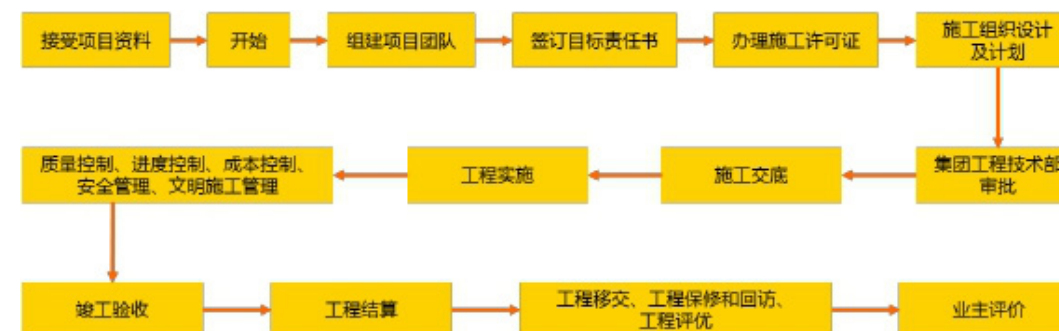 接受项目资料
开始
组建项目团队
签订目标责任书
办理施工许可证
施工组织设计
及计划
集团工程技术部
审批
施工交底
工程实施
质量控制、进度控制、成本控制、
安全管理、文明施工管理
竣工验收
工程结算
工程移交、工程保修和回访、
工程评优
业主评价